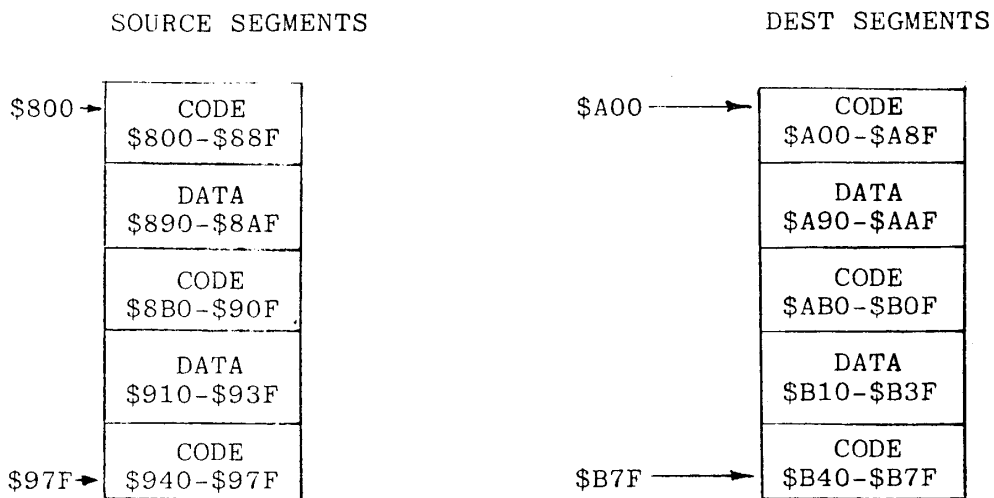 SOURCE SEGMENTS
$800
CODE
$800-$88F
DATA
$890-$8AF
CODE
$8B0-$90F
DATA
$910-$93F
CODE
$940-$97F
$97F
DEST SEGMENTS
$A00
CODE
$A00-$A8F
DATA
$A90-$AAF
CODE
$AB0-$B0F
DATA
$B10-$B3F
CODE
$B40-$B7F
$B7F